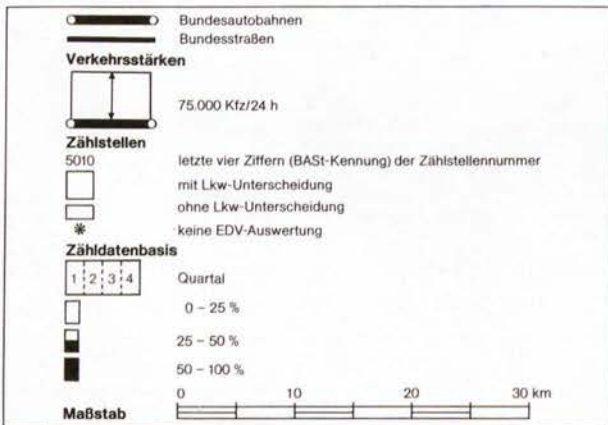 Bundesautobahnen
Bundesstraßen
Verkehrsstärken
75.000 Kfz/24 h
Zählstellen
5010 letzte vier Ziffern (BASt-Kennung) der Zählstellennummer
mit Lkw-Unterscheidung
ohne Lkw-Unterscheidung
* keine EDV-Auswertung
Zähldatenbasis
1 2 3 4 Quartal
0 – 25 %
25 – 50 %
50 – 100 %
0 10 20 30 km
Maßstab